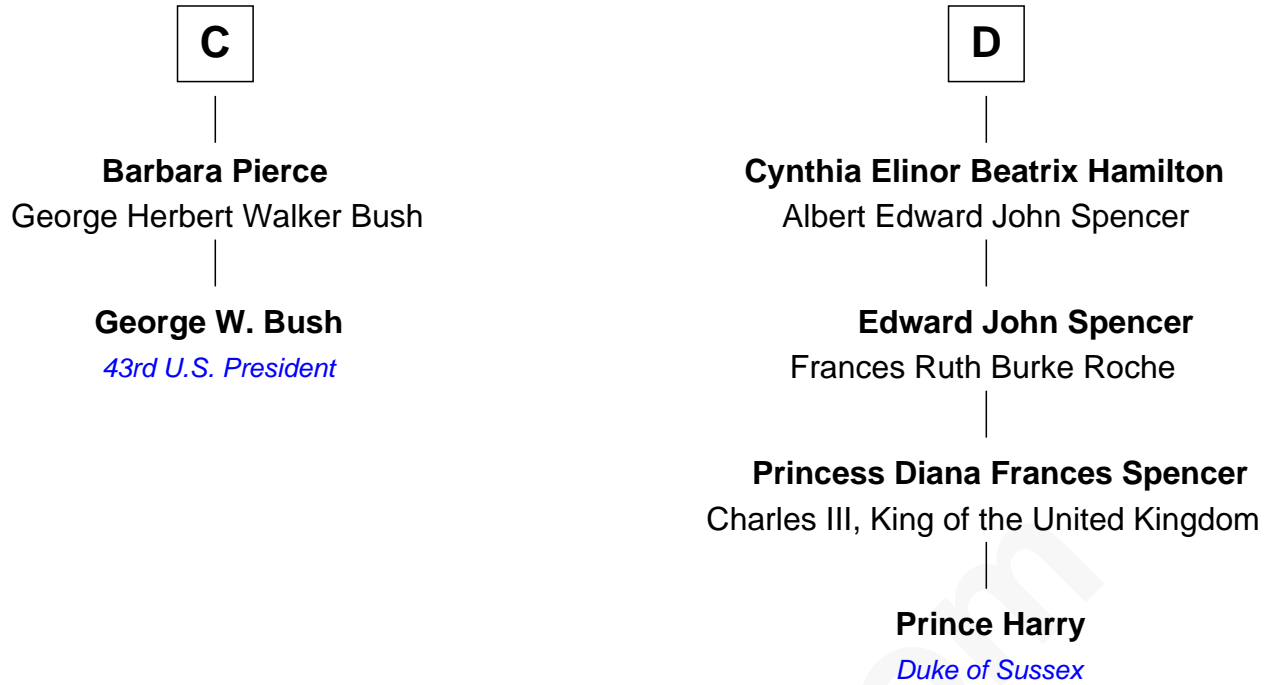 C
Barbara Pierce
George Herbert Walker Bush
George W. Bush
43rd U.S. President
D
Cynthia Elinor Beatrix Hamilton
Albert Edward John Spencer
Edward John Spencer
Frances Ruth Burke Roche
Princess Diana Frances Spencer
Charles III, King of the United Kingdom
Prince Harry
Duke of Sussex